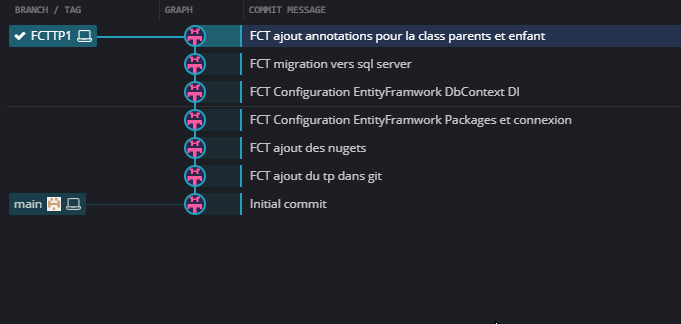 BRANCH / TAG GRAPH COMMIT MESSAGE
FCTTP1 FCT ajout annotations pour la class parents et enfant
FCT migration vers sql server
FCT Configuration EntityFramwork DbContext DI
FCT Configuration EntityFramwork Packages et connexion
FCT ajout des nugets
FCT ajout du tp dans git
main Initial commit